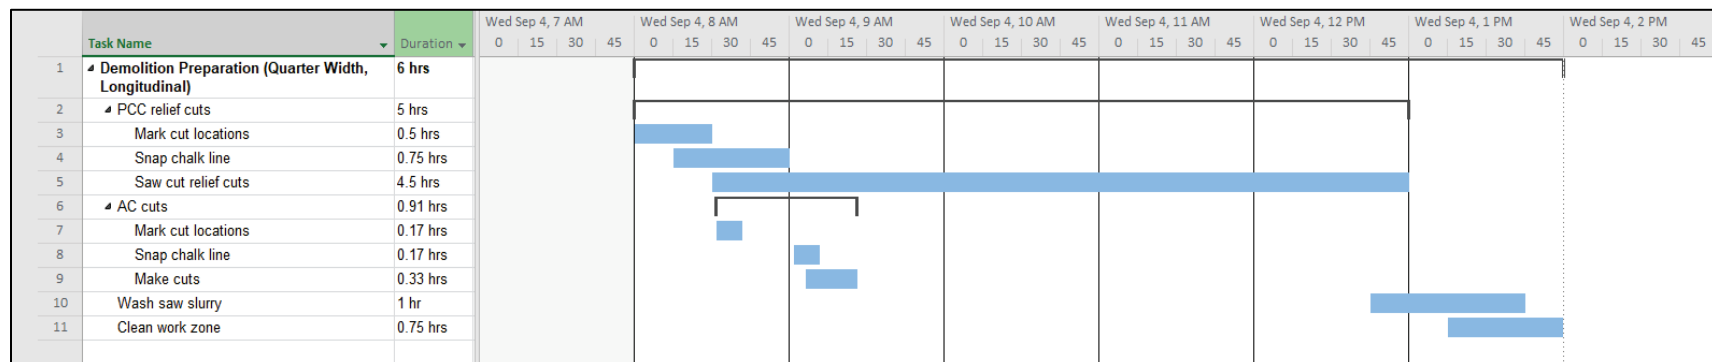 Wed Sep 4, 7 AM Wed Sep 4, 8 AM Wed Sep 4, 9 AM Wed Sep 4, 10 AM Wed Sep 4, 11 AM Wed Sep 4, 12 PM Wed Sep 4, 1 PM Wed Sep 4, 2 PM
Task Name Duration 0 15 30 45 0 15 30 45 0 15 30 45 0 15 30 45 0 15 30 45 0 15 30 45 0 15 30 45 0 15 30 45
1 Demolition Preparation (Quarter Width, 6 hrs
Longitudinal)
2 PCC relief cuts 5 hrs
3 Mark cut locations 0.5 hrs
4 Snap chalk line 0.75 hrs
5 Saw cut relief cuts 4.5 hrs
6 AC cuts 0.91 hrs
7 Mark cut locations 0.17 hrs
8 Snap chalk line 0.17 hrs
9 Make cuts 0.33 hrs
10 Wash saw slurry 1 hr
11 Clean work zone 0.75 hrs